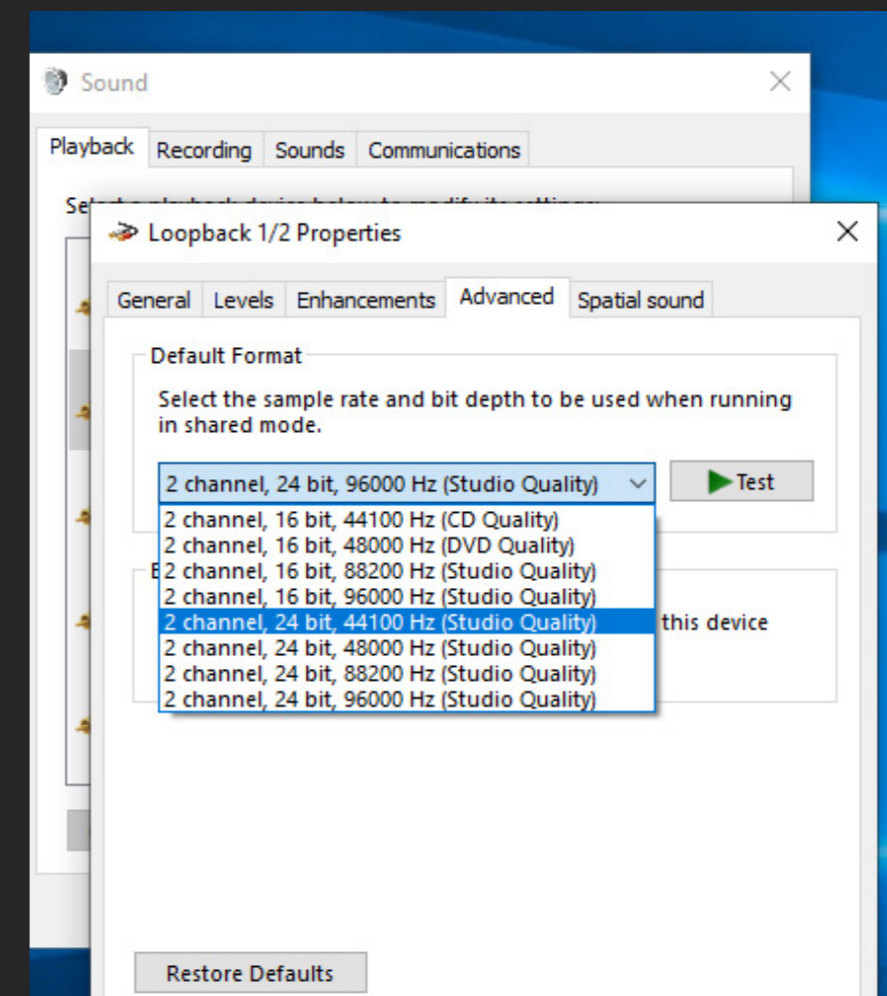 Sound
Playback
Recording
Sounds
Communications
Loopback 1/2 Properties
General
Levels
Enhancements
Advanced
Spatial sound
Default Format
Select the sample rate and bit depth to be used when running
in shared mode.
2 channel, 24 bit, 96000 Hz (Studio Quality)
Test
2 channel, 16 bit, 44100 Hz (CD Quality)
2 channel, 16 bit, 48000 Hz (DVD Quality)
2 channel, 16 bit, 88200 Hz (Studio Quality)
2 channel, 16 bit, 96000 Hz (Studio Quality)
2 channel, 24 bit, 44100 Hz (Studio Quality)
this device
2 channel, 24 bit, 48000 Hz (Studio Quality)
2 channel, 24 bit, 88200 Hz (Studio Quality)
2 channel, 24 bit, 96000 Hz (Studio Quality)
Restore Defaults